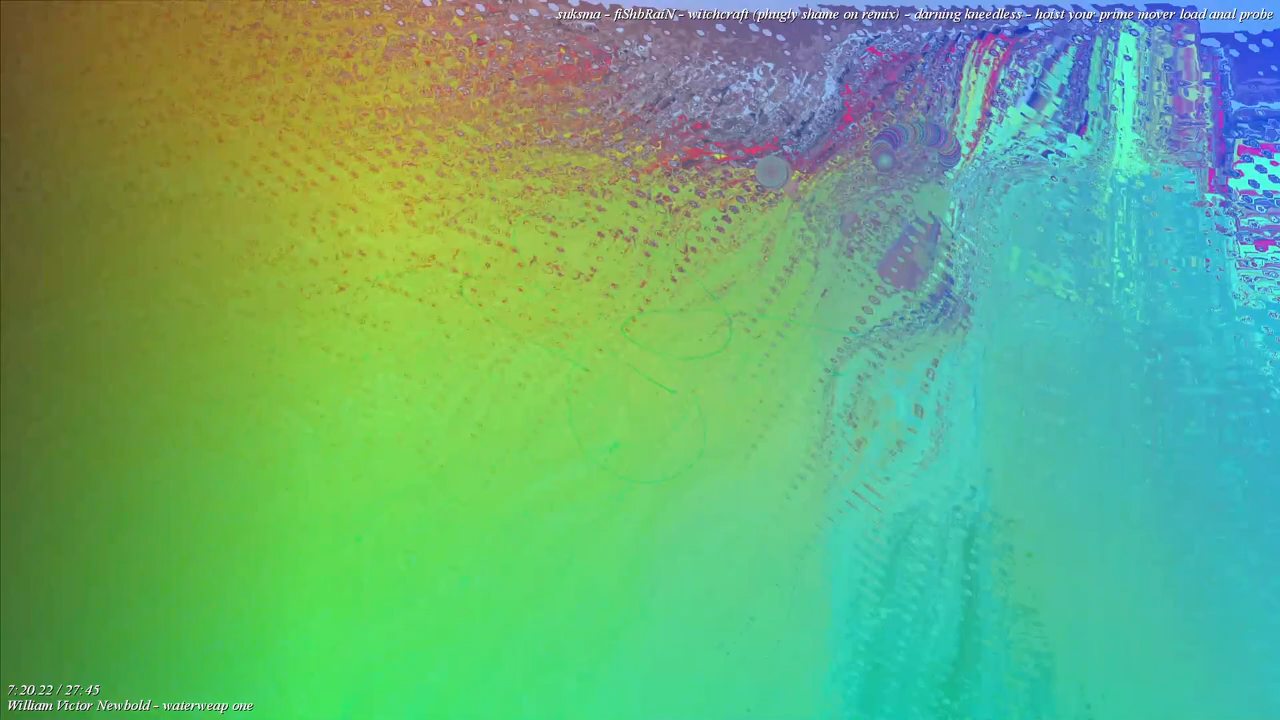 suksma - fiShbRaiN - witchcraft (phugly shame on remix) - darning kneedless - hoist your prime mover load anal probe
7:20.22 / 27:45
William Victor Newbold - waterweap one